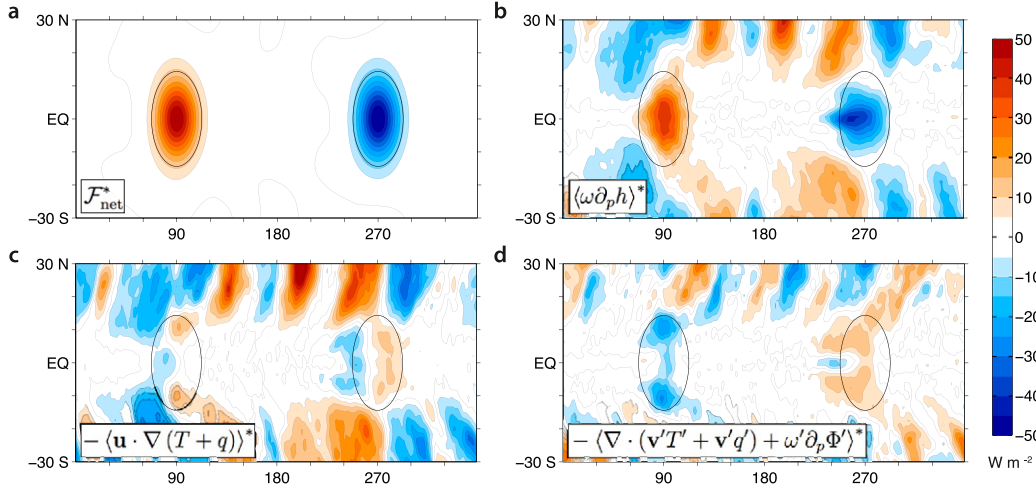 a
30 N
EQ
–30 S
90
180
270
ℱ*net
b
30 N
EQ
–30 S
90
180
270
⟨ω∂ₚh⟩*
50
40
30
20
10
0
−10
−20
−30
−40
−50
W m ⁻²
c
30 N
EQ
−30 S
90
180
270
−⟨u · ∇ (T + q)⟩*
d
30 N
EQ
−30 S
90
180
270
−⟨∇ · (v′T′ + v′q′) + ω′∂ₚΦ′⟩*